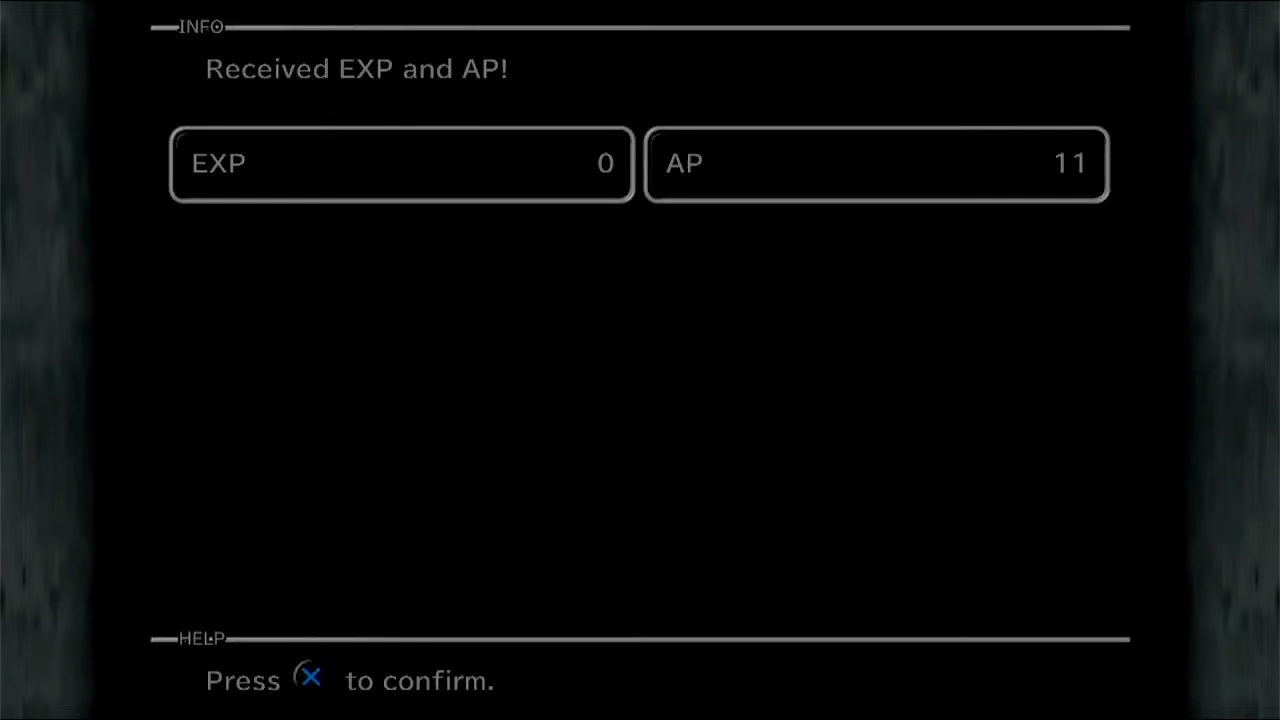 INFO
Received EXP and AP!
EXP 0 AP 11
HELP
Press X to confirm.